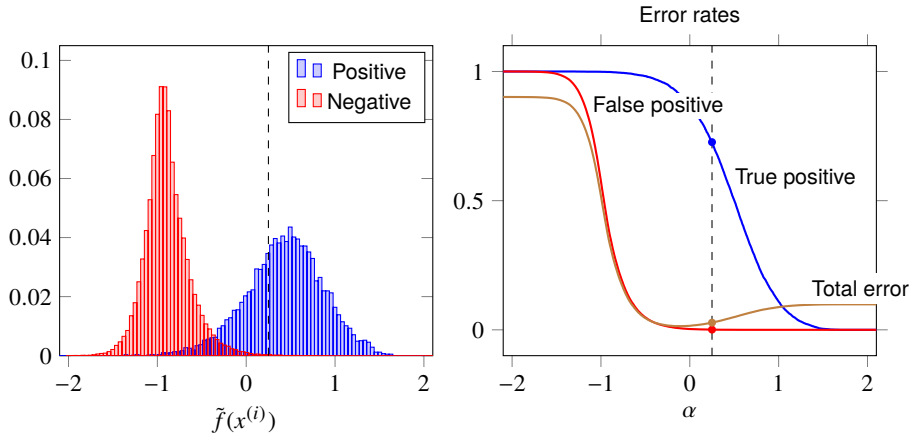 Error rates
0.1
0.08
0.06
0.04
0.02
0
−2 −1 0 1 2
f̃(x⁽ⁱ⁾)
Positive
Negative
1
0.5
0
−2 −1 0 1 2
α
False positive
True positive
Total error